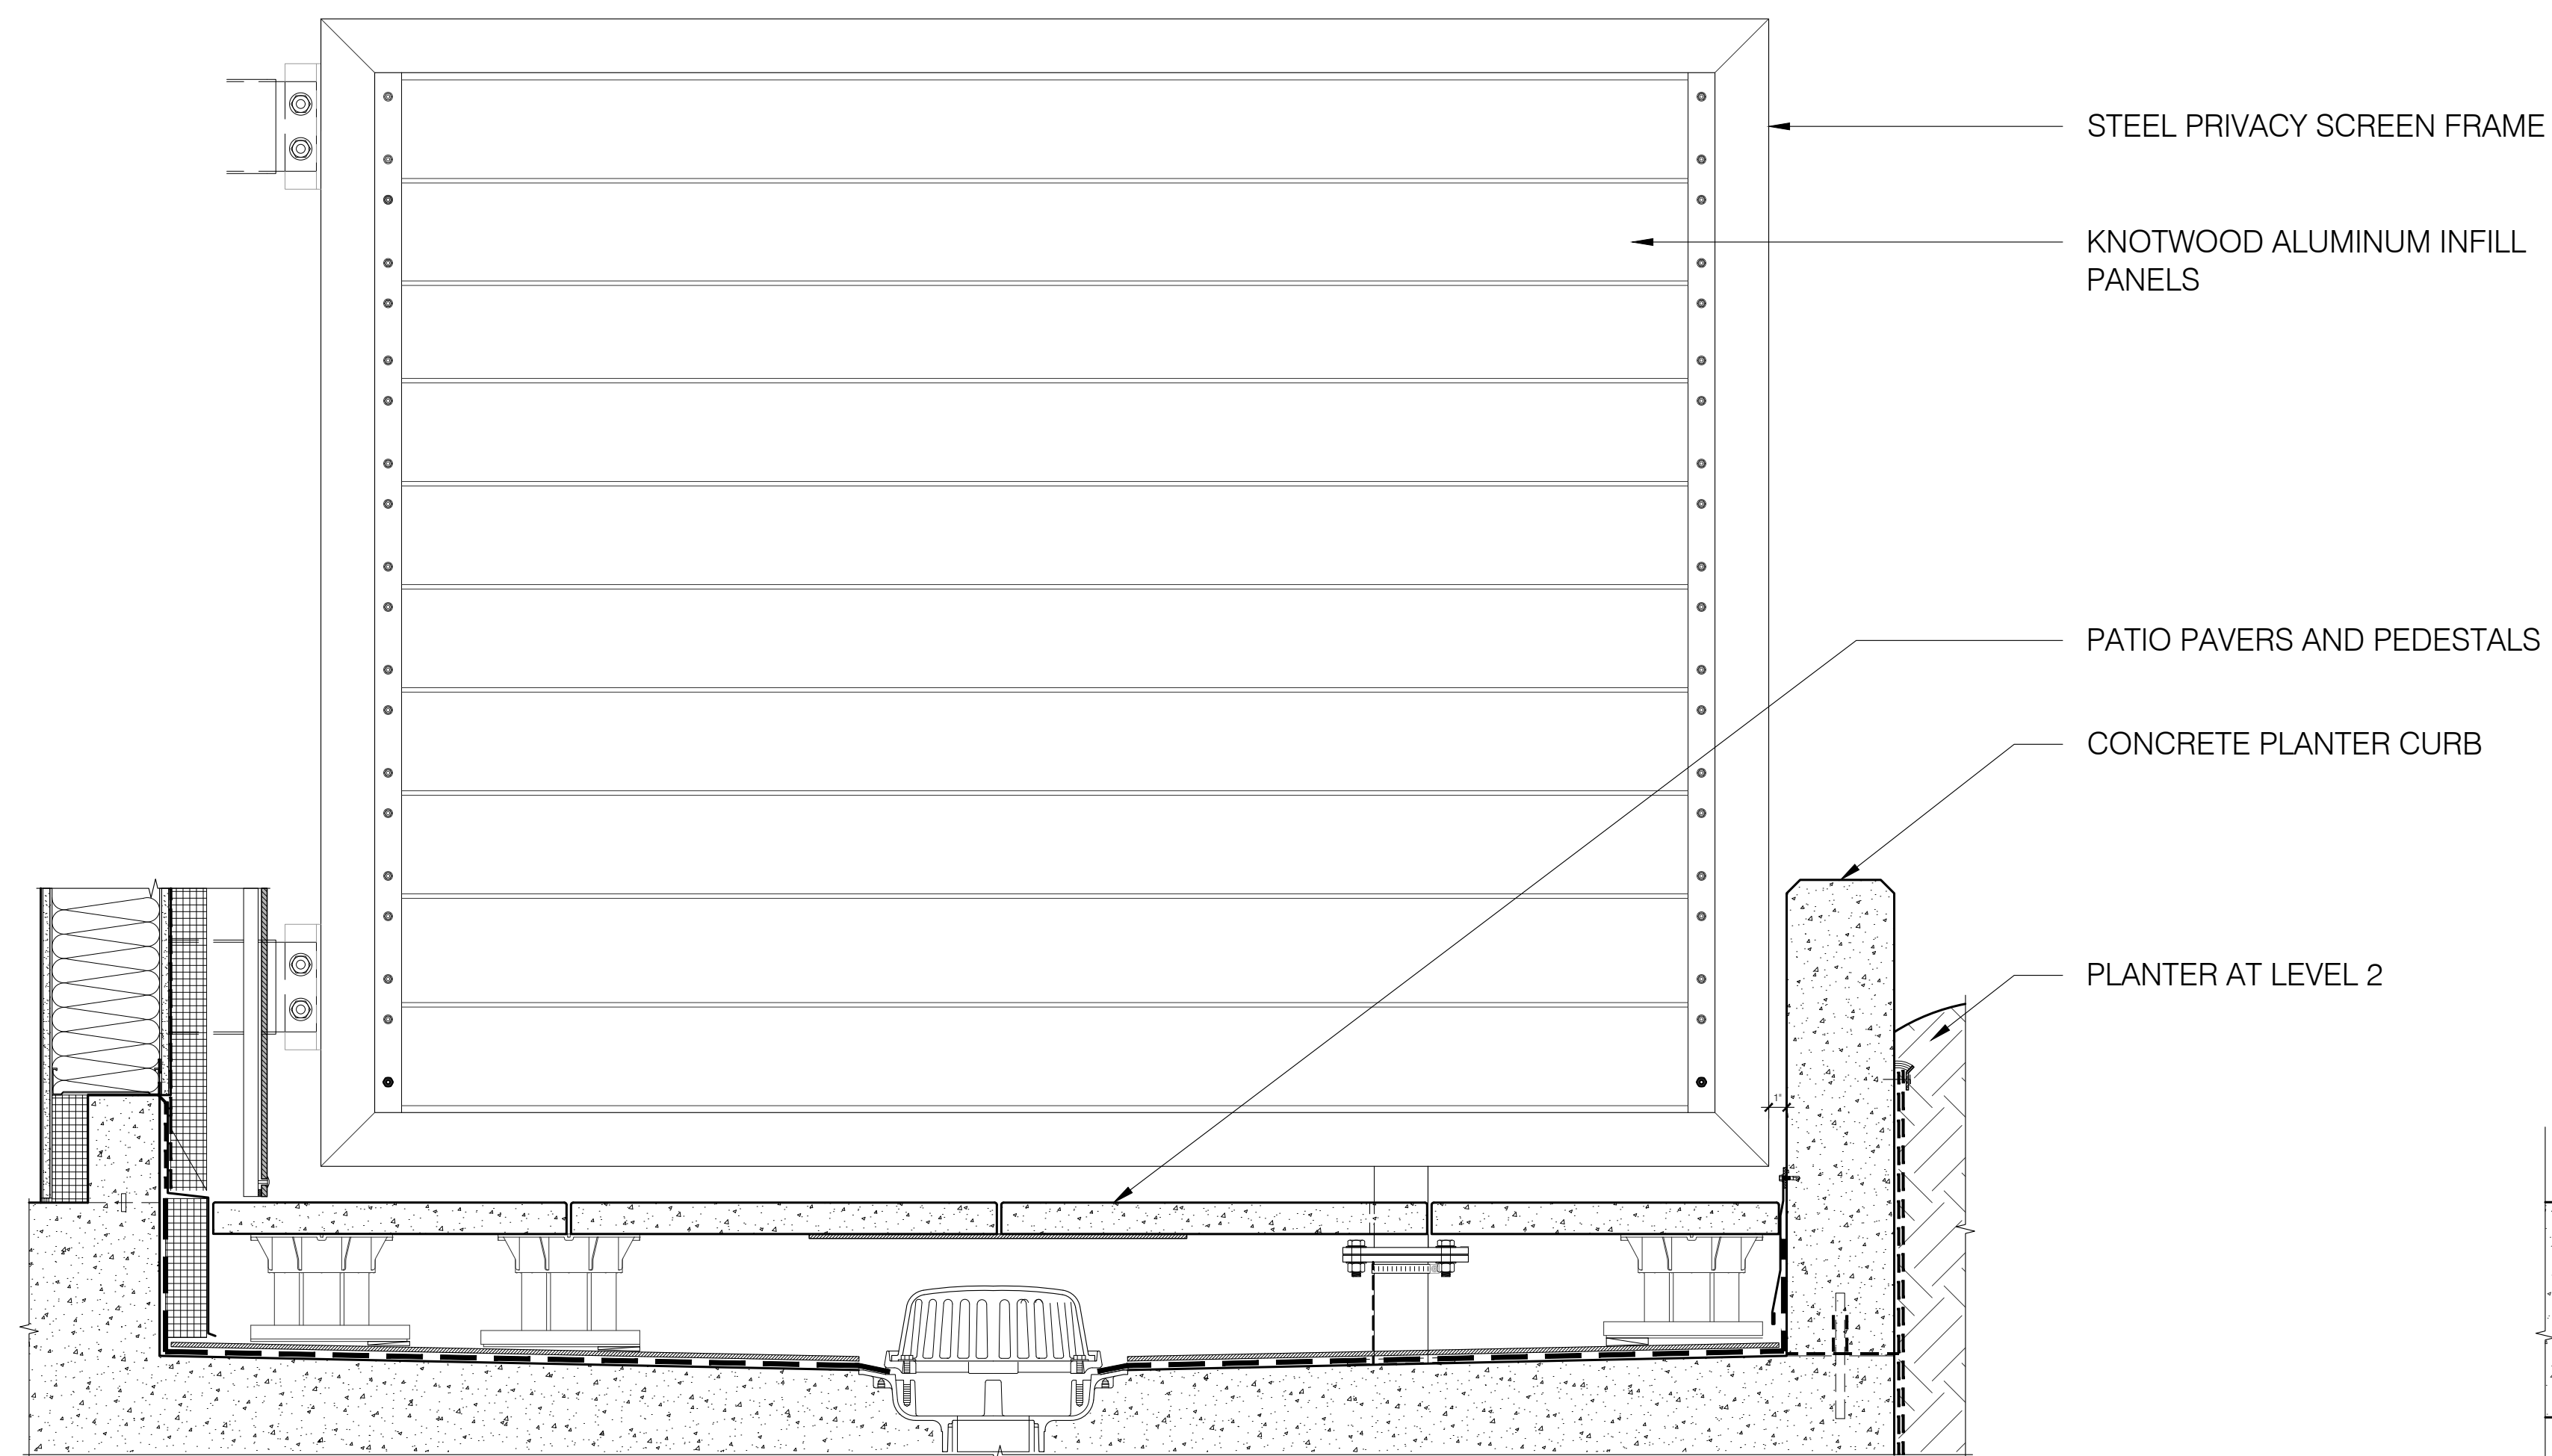 STEEL PRIVACY SCREEN FRAME
KNOTWOOD ALUMINUM INFILL
PANELS
PATIO PAVERS AND PEDESTALS
CONCRETE PLANTER CURB
PLANTER AT LEVEL 2
1"